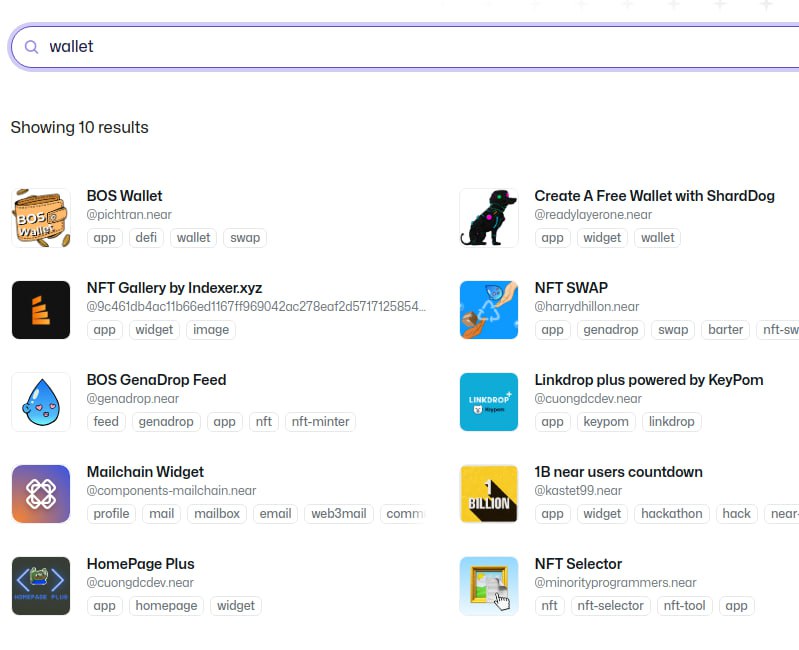 wallet
Showing 10 results
BOS Wallet
@pichtran.near
app defi wallet swap
BOS Wallet
Create A Free Wallet with ShardDog
@readylayerone.near
app widget wallet
NFT Gallery by Indexer.xyz
@9c461db4ac11b66ed1167ff969042ac278eaf2d5717125854...
app widget image
NFT SWAP
@harrydhillon.near
app genadrop swap barter nft-sw
BOS GenaDrop Feed
@genadrop.near
feed genadrop app nft nft-minter
Linkdrop plus powered by KeyPom
@cuongdcdev.near
app keypom linkdrop
LINKDROP+
Keypom
Mailchain Widget
@components-mailchain.near
profile mail mailbox email web3mail comm
1B near users countdown
@kastet99.near
app widget hackathon hack near-
1
BILLION
HomePage Plus
@cuongdcdev.near
app homepage widget
HOMEPAGE PLUS
NFT Selector
@minorityprogrammers.near
nft nft-selector nft-tool app